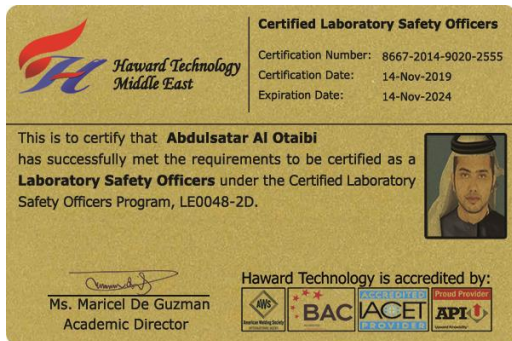 Haward Technology
Middle East
Certified Laboratory Safety Officers
Certification Number: 8667-2014-9020-2555
Certification Date: 14-Nov-2019
Expiration Date: 14-Nov-2024
This is to certify that Abdulsatar Al Otaibi
has successfully met the requirements to be certified as a
Laboratory Safety Officers under the Certified Laboratory
Safety Officers Program, LE0048-2D.
Ms. Maricel De Guzman
Academic Director
Haward Technology is accredited by:
AWS
American Welding Society
BAC
ACCREDITED
IACET
PROVIDER
Proud Provider
API U